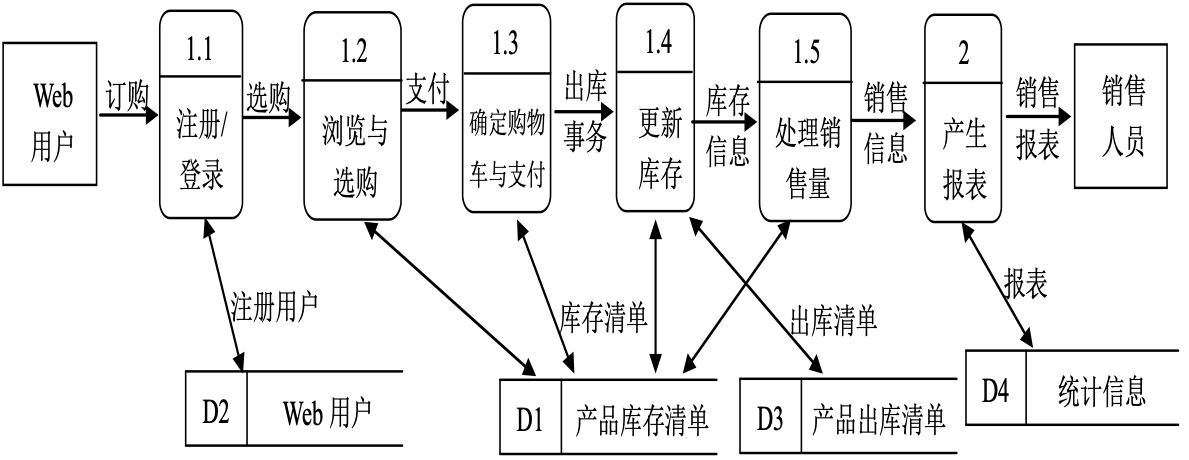 Web
用户
订购
1.1
注册/
登录
选购
1.2
浏览与
选购
支付
1.3
确定购物
车与支付
出库
事务
1.4
更新
库存
库存
信息
1.5
处理销
售量
销售
信息
2
产生
报表
销售
报表
销售
人员
注册用户
库存清单
出库清单
报表
D2
Web 用户
D1
产品库存清单
D3
产品出库清单
D4
统计信息